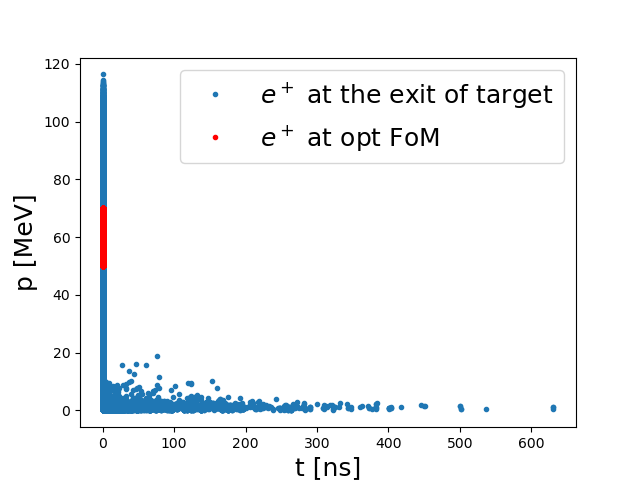 120
100
80
60
40
20
0
p [MeV]
e⁺ at the exit of target
e⁺ at opt FoM
0 100 200 300 400 500 600
t [ns]